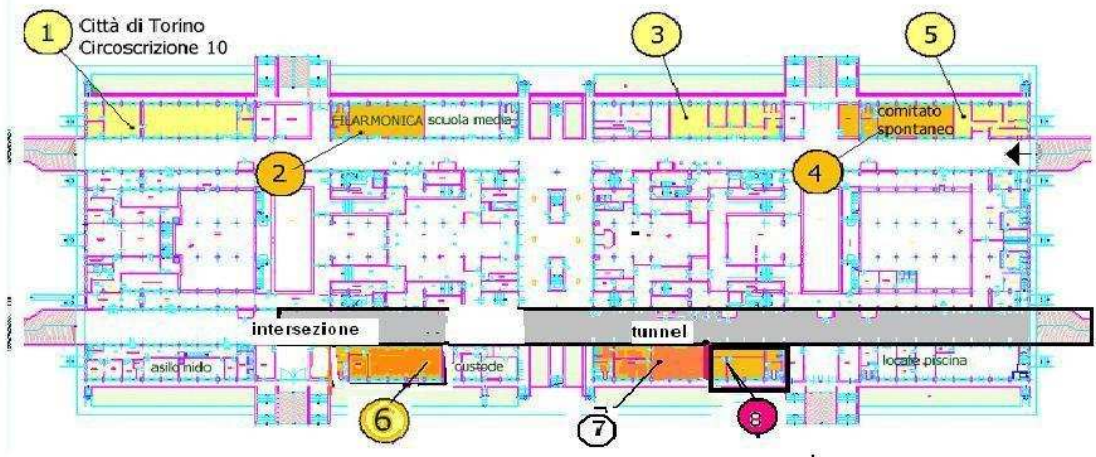 1
Città di Torino
Circoscrizione 10
3
5
FILARMONICA scuola media
comitato
spontaneo
2
4
intersezione
tunnel
asilo nido
custode
locale piscina
6
7
8